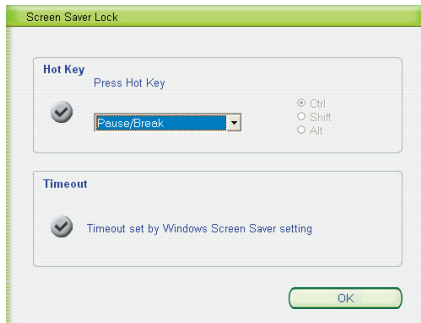 Screen Saver Lock
Hot Key
Press Hot Key
Pause/Break
Ctrl
Shift
Alt
Timeout
Timeout set by Windows Screen Saver setting
OK